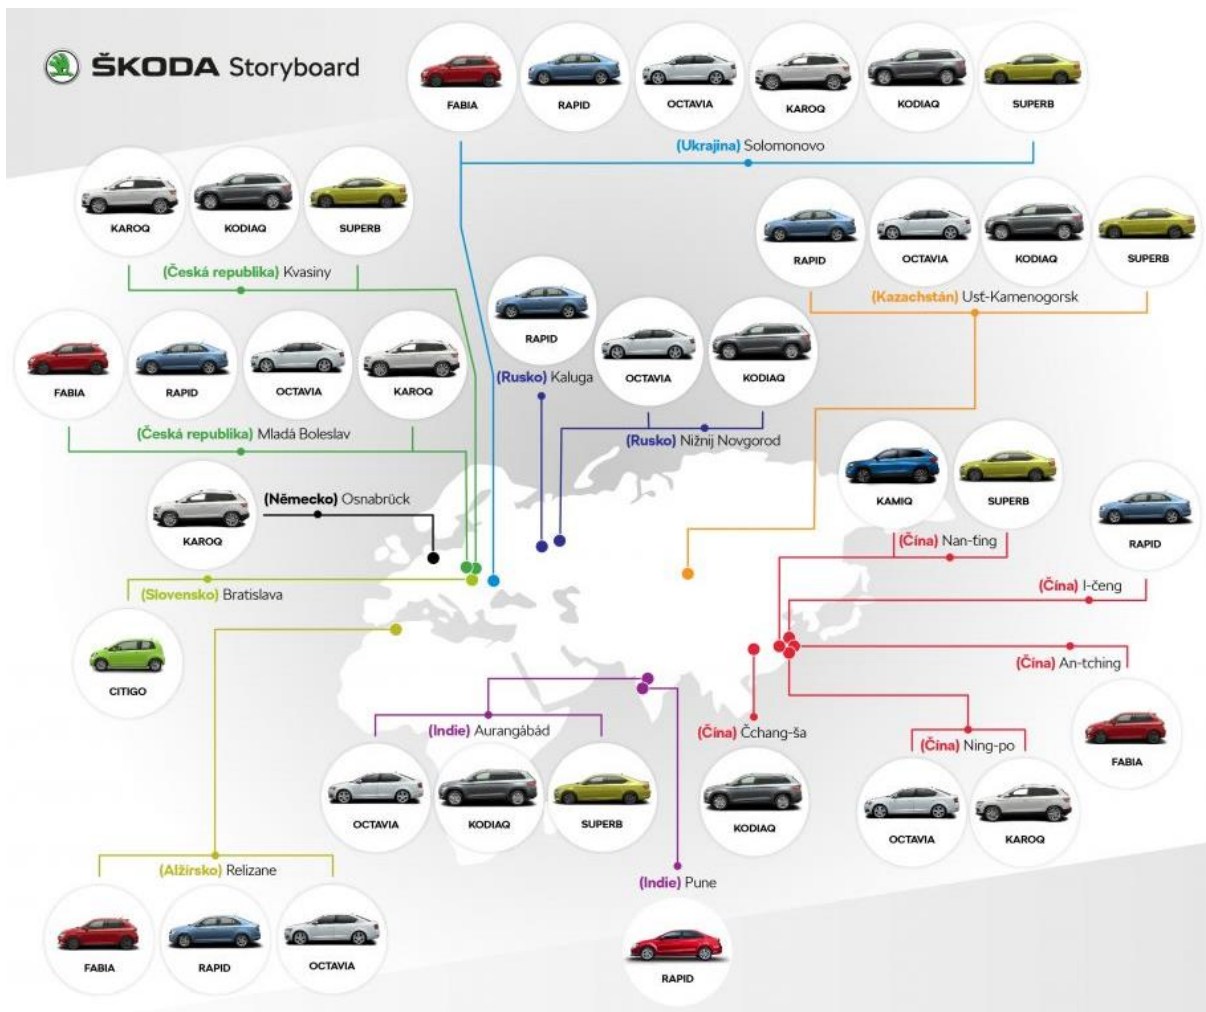 ŠKODA Storyboard
FABIA
RAPID
OCTAVIA
KAROQ
KODIAQ
SUPERB
(Ukrajina) Solomonovo
KAROQ
KODIAQ
SUPERB
(Česká republika) Kvasiny
RAPID
OCTAVIA
KODIAQ
SUPERB
(Kazachstán) Usť-Kamenogorsk
RAPID
(Rusko) Kaluga
OCTAVIA
KODIAQ
(Rusko) Nižnij Novgorod
FABIA
RAPID
OCTAVIA
KAROQ
(Česká republika) Mladá Boleslav
KAROQ
(Německo) Osnabrück
KAMIQ
SUPERB
(Čína) Nan-ťing
RAPID
(Čína) I-čeng
(Slovensko) Bratislava
CITIGO
(Čína) An-tching
FABIA
(Indie) Aurangábád
OCTAVIA
KODIAQ
SUPERB
(Čína) Čchang-ša
KODIAQ
(Čína) Ning-po
OCTAVIA
KAROQ
(Alžírsko) Relizane
FABIA
RAPID
OCTAVIA
(Indie) Pune
RAPID